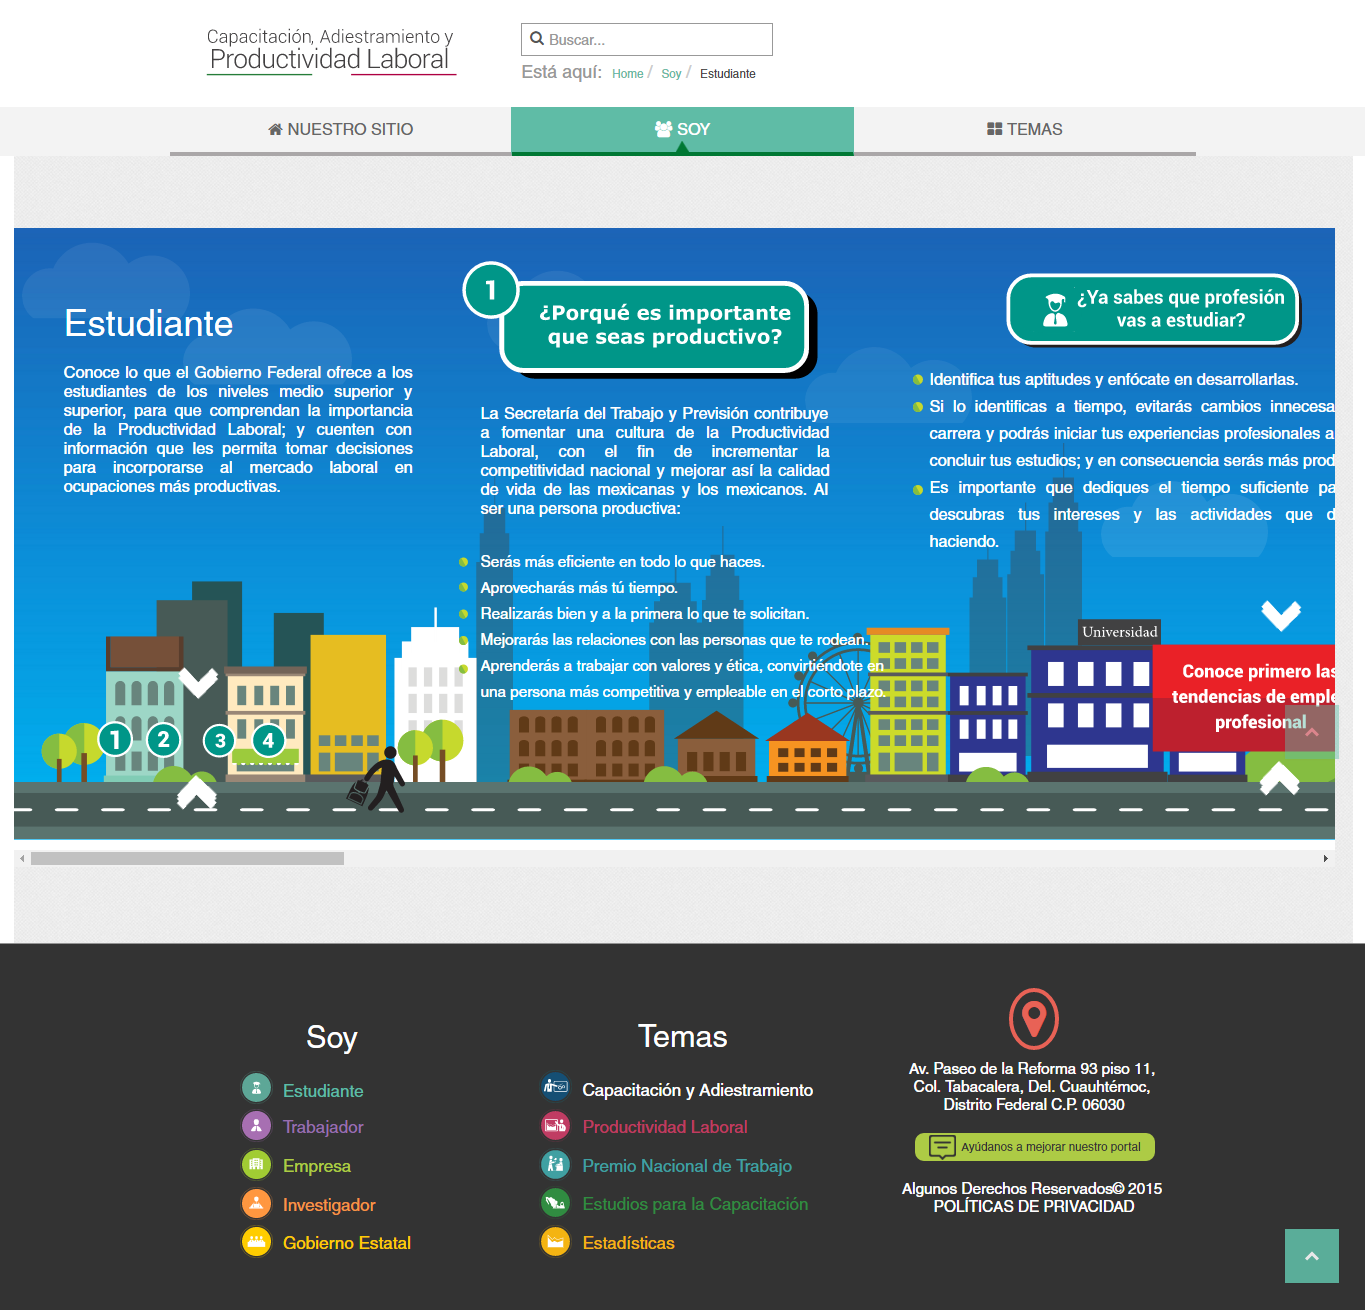 Capacitación, Adiestramiento y
Productividad Laboral
Buscar...
Está aquí: Home / Soy / Estudiante
NUESTRO SITIO
SOY
TEMAS
Estudiante
Conoce lo que el Gobierno Federal ofrece a los
estudiantes de los niveles medio superior y
superior, para que comprendan la importancia
de la Productividad Laboral; y cuenten con
información que les permita tomar decisiones
para incorporarse al mercado laboral en
ocupaciones más productivas.
1 2 3 4
1
¿Porqué es importante
que seas productivo?
La Secretaría del Trabajo y Previsión contribuye
a fomentar una cultura de la Productividad
Laboral, con el fin de incrementar la
competitividad nacional y mejorar así la calidad
de vida de las mexicanas y los mexicanos. Al
ser una persona productiva:
Serás más eficiente en todo lo que haces.
Aprovecharás más tú tiempo.
Realizarás bien y a la primera lo que te solicitan.
Mejorarás las relaciones con las personas que te rodean.
Aprenderás a trabajar con valores y ética, convirtiéndote en
una persona más competitiva y empleable en el corto plazo.
¿Ya sabes que profesión
vas a estudiar?
Identifica tus aptitudes y enfócate en desarrollarlas.
Si lo identificas a tiempo, evitarás cambios innecesa
carrera y podrás iniciar tus experiencias profesionales a
concluir tus estudios; y en consecuencia serás más prod
Es importante que dediques el tiempo suficiente pa
descubras tus intereses y las actividades que d
haciendo.
Universidad
Conoce primero las
tendencias de emple
profesional
Soy
Estudiante
Trabajador
Empresa
Investigador
Gobierno Estatal
Temas
Capacitación y Adiestramiento
Productividad Laboral
Premio Nacional de Trabajo
Estudios para la Capacitación
Estadísticas
Av. Paseo de la Reforma 93 piso 11,
Col. Tabacalera, Del. Cuauhtémoc,
Distrito Federal C.P. 06030
Ayúdanos a mejorar nuestro portal
Algunos Derechos Reservados© 2015
POLÍTICAS DE PRIVACIDAD